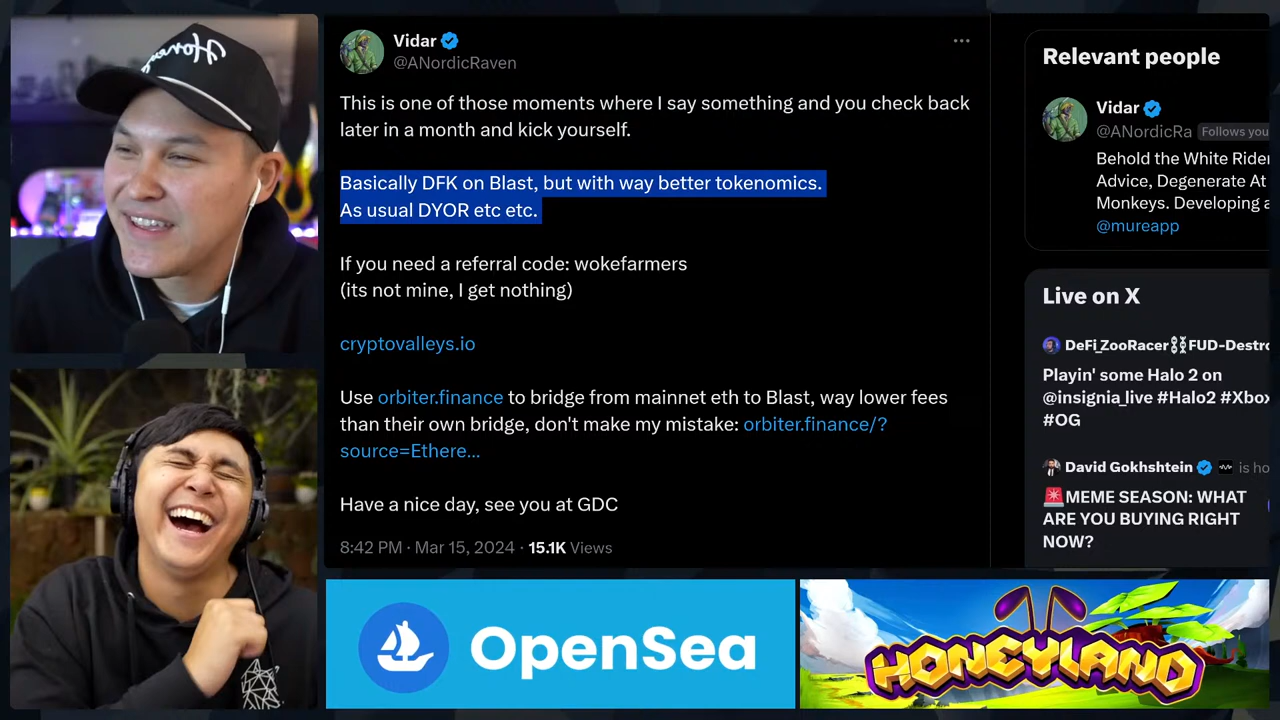 Honey
Vidar
@ANordicRaven
This is one of those moments where I say something and you check back
later in a month and kick yourself.
Basically DFK on Blast, but with way better tokenomics.
As usual DYOR etc etc.
If you need a referral code: wokefarmers
(its not mine, I get nothing)
cryptovalleys.io
Use orbiter.finance to bridge from mainnet eth to Blast, way lower fees
than their own bridge, don't make my mistake: orbiter.finance/?
source=Ethere...
Have a nice day, see you at GDC
8:42 PM · Mar 15, 2024 · 15.1K Views
Relevant people
Vidar
@ANordicRa Follows you
Behold the White Rider
Advice, Degenerate At
Monkeys. Developing a
@mureapp
Live on X
DeFi_ZooRacer⛓FUD-Destro
Playin' some Halo 2 on
@insignia_live #Halo2 #Xbox
#OG
David Gokhshtein is ho
🚨MEME SEASON: WHAT
ARE YOU BUYING RIGHT
NOW?
OpenSea
HONEYLAND